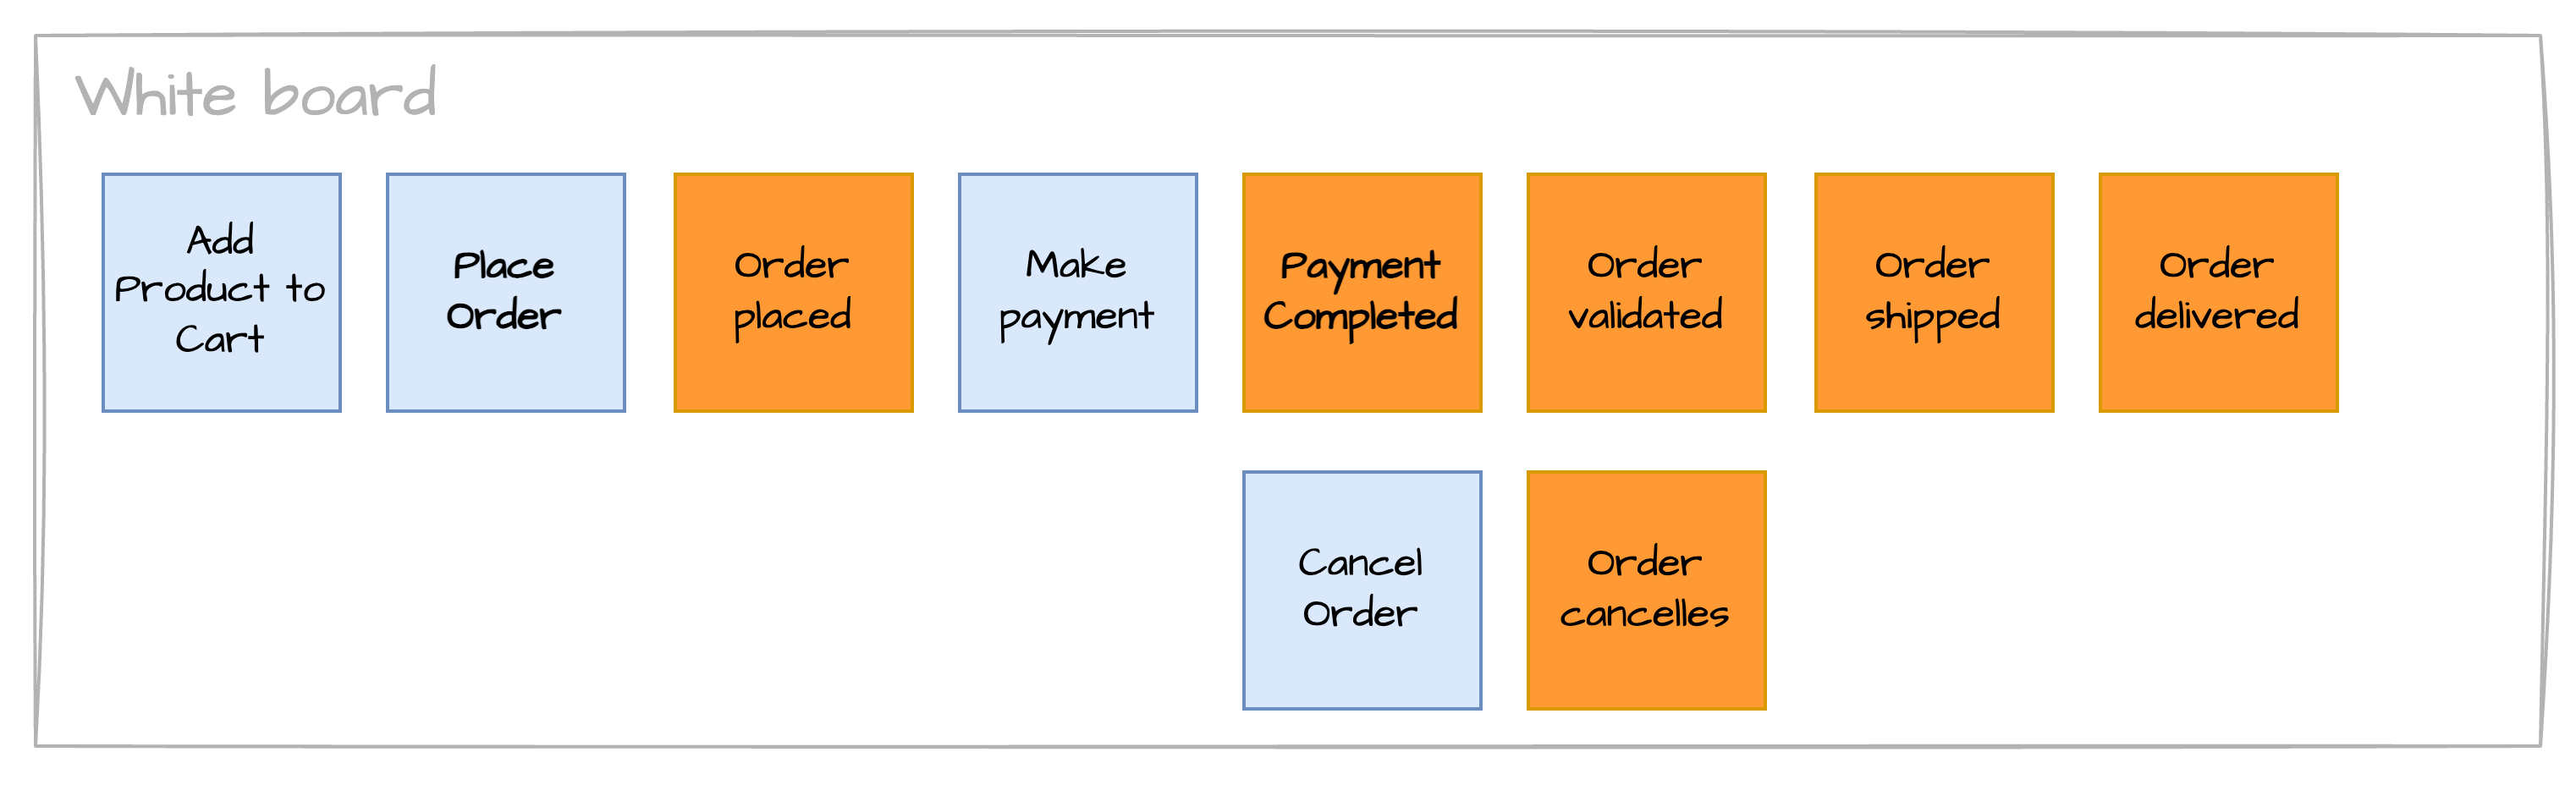 White board
Add
Product to
Cart
Place
Order
Order
placed
Make
payment
Payment
Completed
Order
validated
Order
shipped
Order
delivered
Cancel
Order
Order
cancelles